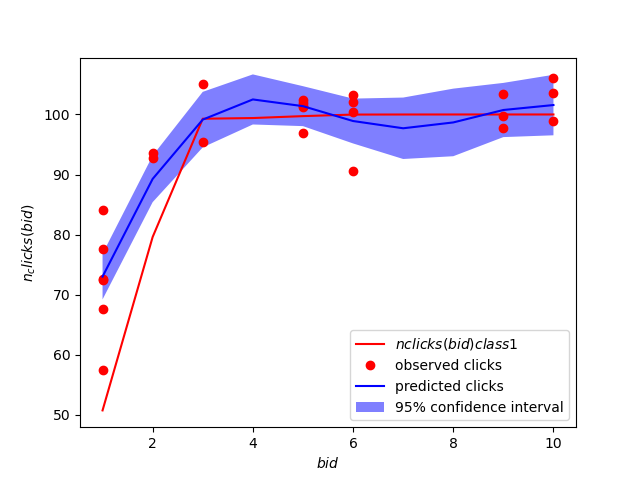 100
90
80
70
60
50
n_clicks(bid)
nclicks(bid)class1
observed clicks
predicted clicks
95% confidence interval
2
4
6
8
10
bid